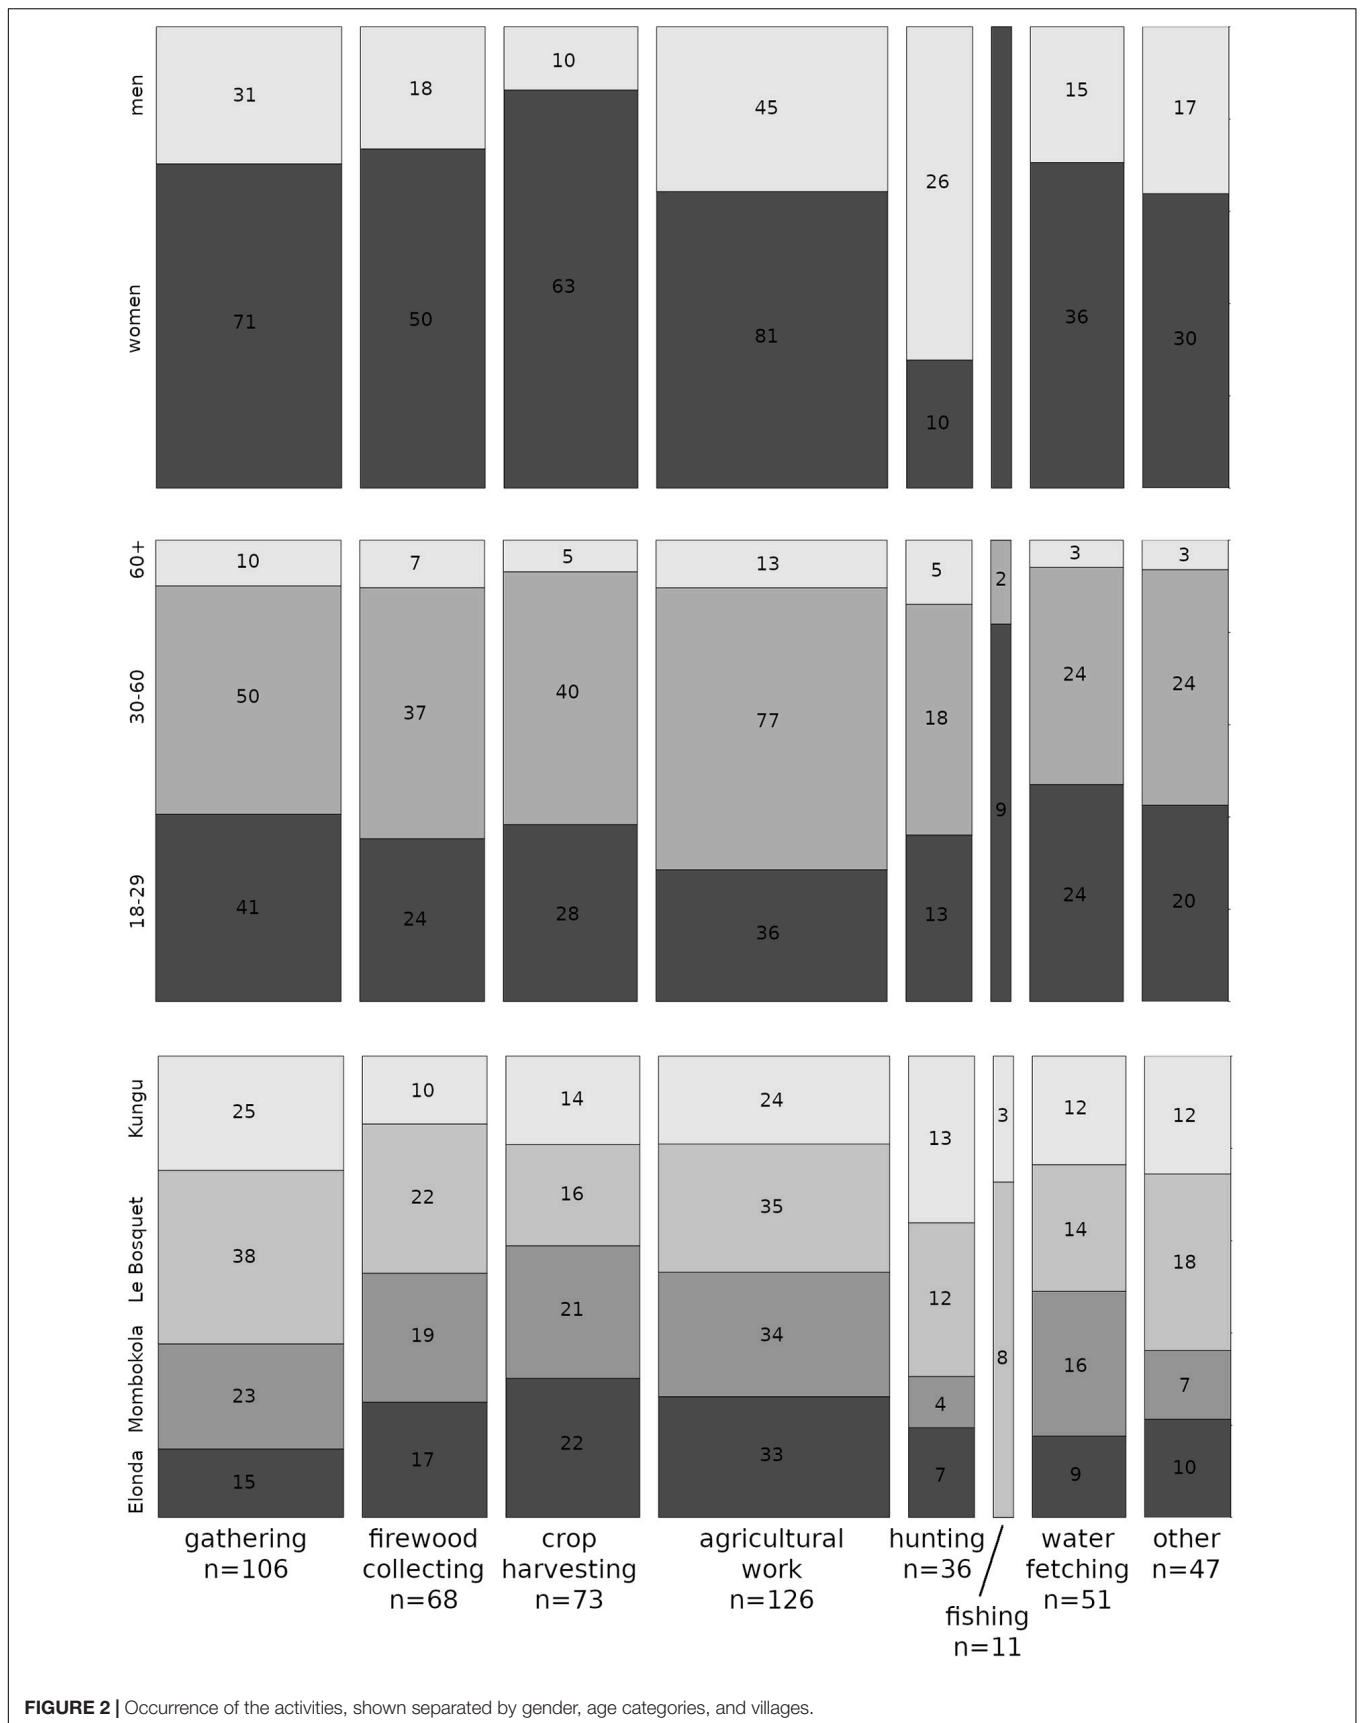 men
31
18
10
45
26
15
17
women
71
50
63
81
10
36
30
60+
10
7
5
13
5
2
3
3
30-60
50
37
40
77
18
24
24
18-29
41
24
28
36
13
9
24
20
Kungu
25
10
14
24
13
3
12
12
Le Bosquet
38
22
16
35
12
8
14
18
Mombokola
23
19
21
34
4
16
7
Elonda
15
17
22
33
7
9
10
gathering
n=106
firewood
collecting
n=68
crop
harvesting
n=73
agricultural
work
n=126
hunting
n=36
fishing
n=11
water
fetching
n=51
other
n=47
FIGURE 2 | Occurrence of the activities, shown separated by gender, age categories, and villages.